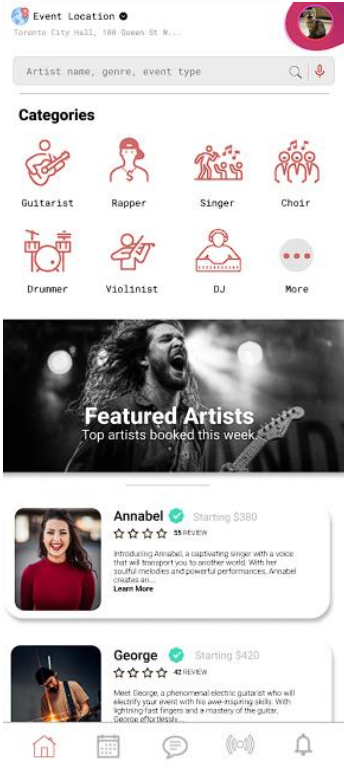 Event Location
Toronto City Hall, 100 Queen St W...
Artist name, genre, event type
Categories
Guitarist Rapper Singer Choir
Drummer Violinist DJ More
Featured Artists
Top artists booked this week.
Annabel Starting $380
55 REVIEW
Introducing Annabel, a captivating singer with a voice
that will transport you to another world. With her
soulful melodies and powerful performances, Annabel
creates an...
Learn More
George Starting $420
42 REVIEW
Meet George, a phenomenal electric guitarist who will
electrify your event with his awe-inspiring skills. With
lightning-fast fingers and a mastery of the guitar,
George effortlessly...